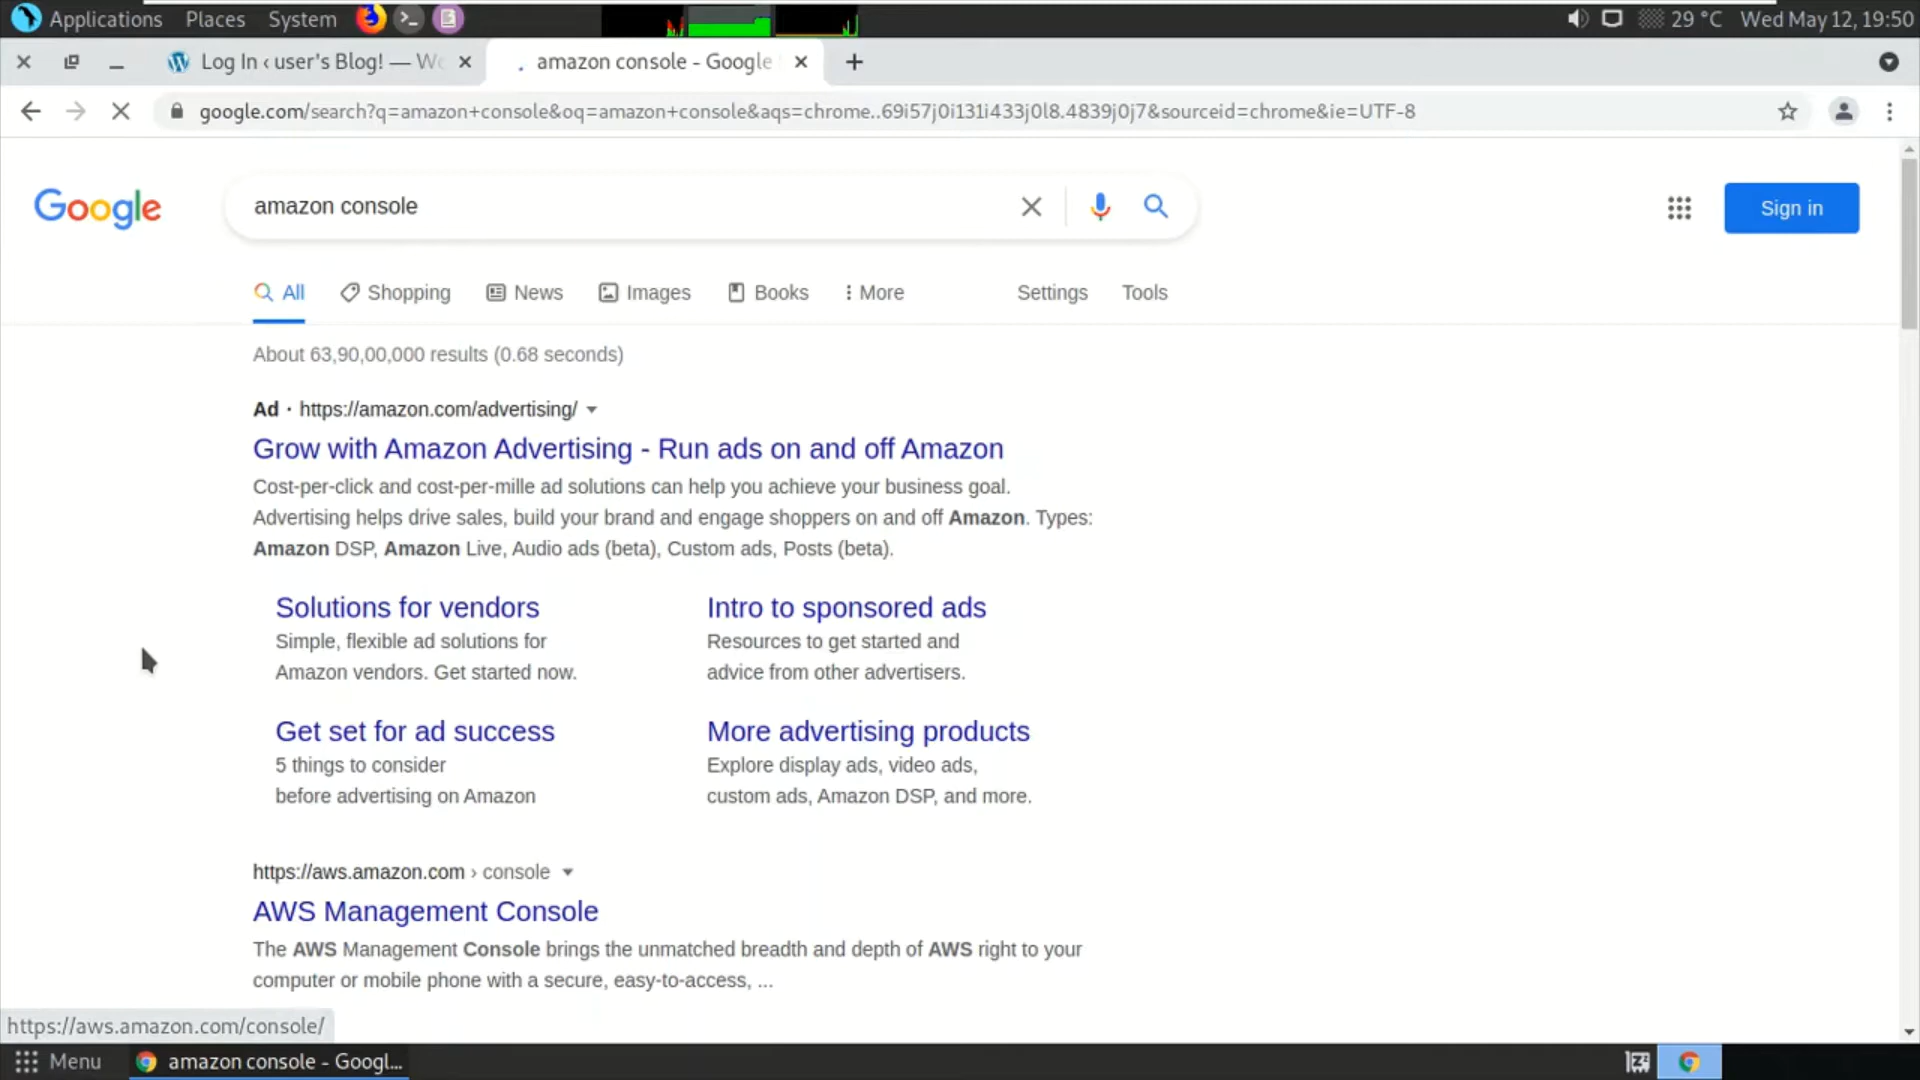 Applications Places System 29 °C Wed May 12, 19:50
Log In ‹ user's Blog! — Wo amazon console - Google
google.com/search?q=amazon+console&oq=amazon+console&aqs=chrome..69i57j0i131i433j0l8.4839j0j7&sourceid=chrome&ie=UTF-8
Google amazon console Sign in
All Shopping News Images Books More Settings Tools
About 63,90,00,000 results (0.68 seconds)
Ad · https://amazon.com/advertising/
Grow with Amazon Advertising - Run ads on and off Amazon
Cost-per-click and cost-per-mille ad solutions can help you achieve your business goal.
Advertising helps drive sales, build your brand and engage shoppers on and off Amazon. Types:
Amazon DSP, Amazon Live, Audio ads (beta), Custom ads, Posts (beta).
Solutions for vendors
Simple, flexible ad solutions for
Amazon vendors. Get started now.
Intro to sponsored ads
Resources to get started and
advice from other advertisers.
Get set for ad success
5 things to consider
before advertising on Amazon
More advertising products
Explore display ads, video ads,
custom ads, Amazon DSP, and more.
https://aws.amazon.com › console
AWS Management Console
The AWS Management Console brings the unmatched breadth and depth of AWS right to your
computer or mobile phone with a secure, easy-to-access, ...
https://aws.amazon.com/console/
Menu amazon console - Googl...